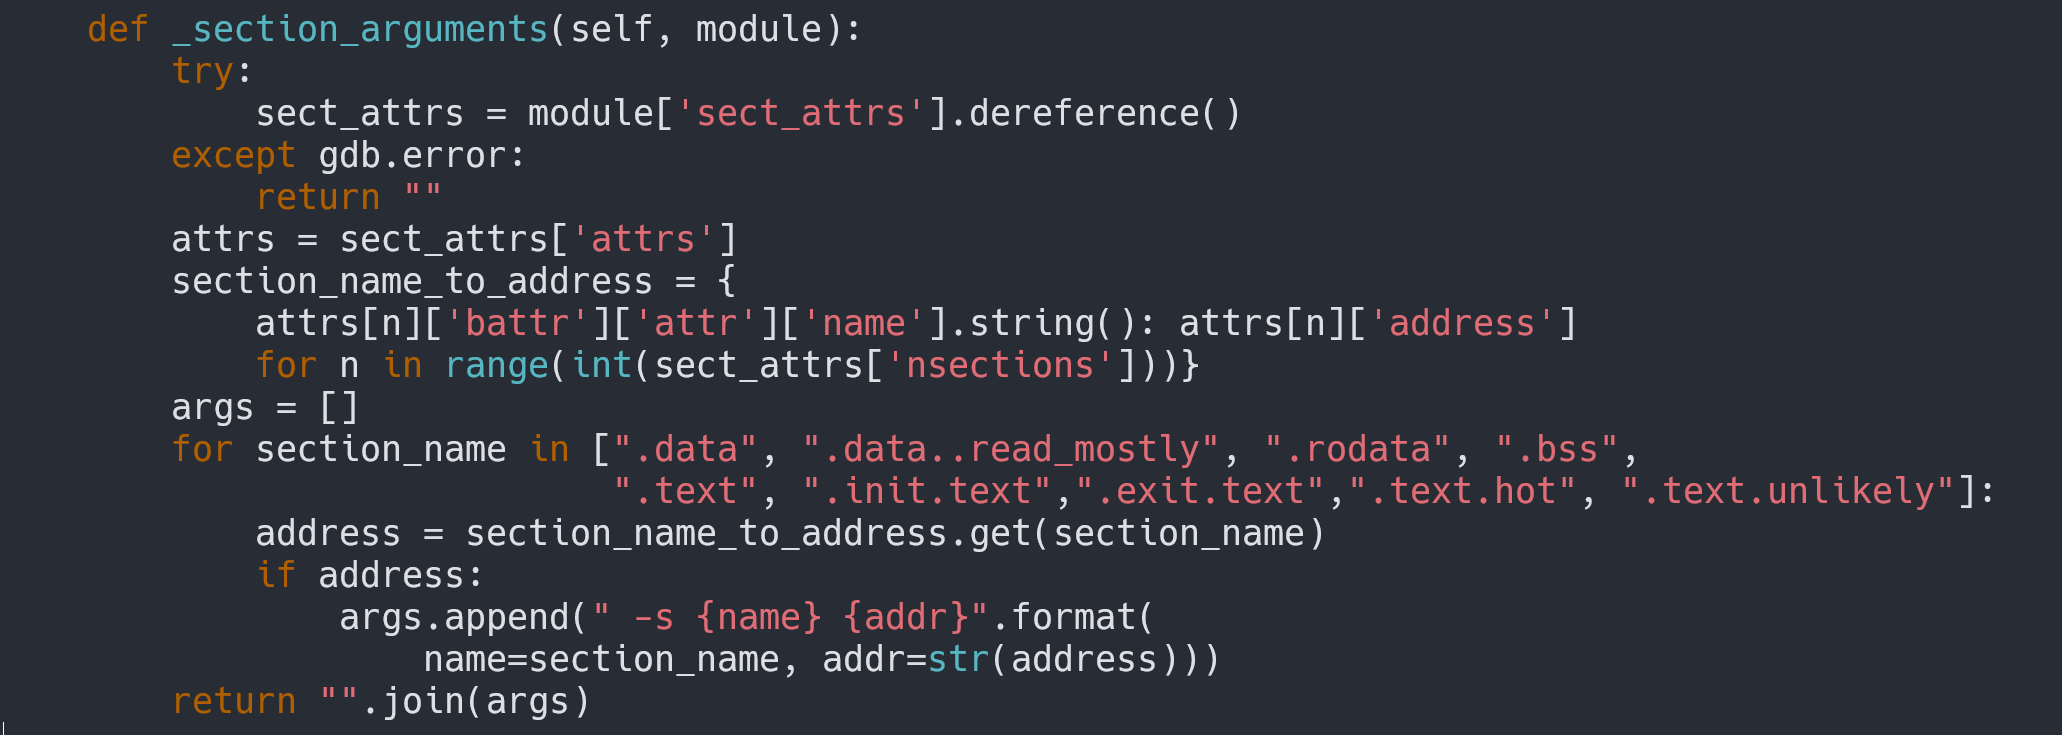 def _section_arguments(self, module):
    try:
        sect_attrs = module['sect_attrs'].dereference()
    except gdb.error:
        return ""
    attrs = sect_attrs['attrs']
    section_name_to_address = {
        attrs[n]['battr']['attr']['name'].string(): attrs[n]['address']
        for n in range(int(sect_attrs['nsections']))}
    args = []
    for section_name in [".data", ".data..read_mostly", ".rodata", ".bss",
                         ".text", ".init.text",".exit.text",".text.hot", ".text.unlikely"]:
        address = section_name_to_address.get(section_name)
        if address:
            args.append(" -s {name} {addr}".format(
                name=section_name, addr=str(address)))
    return "".join(args)